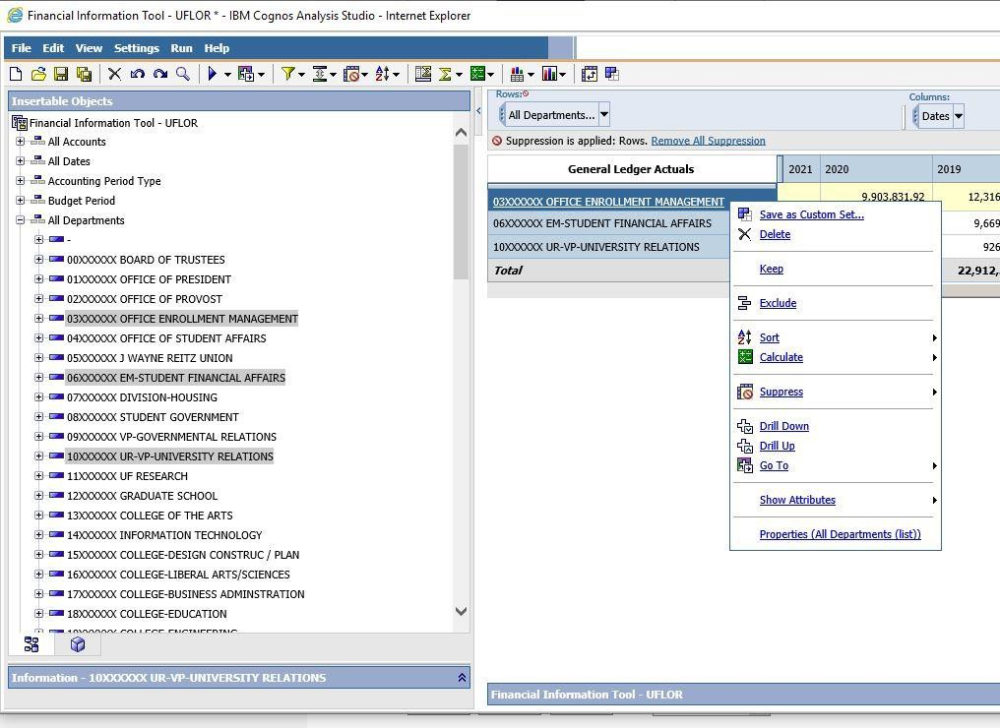 Financial Information Tool - UFLOR * - IBM Cognos Analysis Studio - Internet Explorer
File Edit View Settings Run Help
Insertable Objects
Financial Information Tool - UFLOR
All Accounts
All Dates
Accounting Period Type
Budget Period
All Departments
-
00XXXXXX BOARD OF TRUSTEES
01XXXXXX OFFICE OF PRESIDENT
02XXXXXX OFFICE OF PROVOST
03XXXXXX OFFICE ENROLLMENT MANAGEMENT
04XXXXXX OFFICE OF STUDENT AFFAIRS
05XXXXXX J WAYNE REITZ UNION
06XXXXXX EM-STUDENT FINANCIAL AFFAIRS
07XXXXXX DIVISION-HOUSING
08XXXXXX STUDENT GOVERNMENT
09XXXXXX VP-GOVERNMENTAL RELATIONS
10XXXXXX UR-VP-UNIVERSITY RELATIONS
11XXXXXX UF RESEARCH
12XXXXXX GRADUATE SCHOOL
13XXXXXX COLLEGE OF THE ARTS
14XXXXXX INFORMATION TECHNOLOGY
15XXXXXX COLLEGE-DESIGN CONSTRUC / PLAN
16XXXXXX COLLEGE-LIBERAL ARTS/SCIENCES
17XXXXXX COLLEGE-BUSINESS ADMINSTRATION
18XXXXXX COLLEGE-EDUCATION
19XXXXXX COLLEGE-ENGINEERING
Information - 10XXXXXX UR-VP-UNIVERSITY RELATIONS
Rows:
All Departments...
Columns:
Dates
Suppression is applied: Rows. Remove All Suppression
General Ledger Actuals 2021 2020 2019
03XXXXXX OFFICE ENROLLMENT MANAGEMENT 9,903,831.92 12,316
06XXXXXX EM-STUDENT FINANCIAL AFFAIRS 9,669
10XXXXXX UR-VP-UNIVERSITY RELATIONS 926
Total 22,912,
Save as Custom Set...
Delete
Keep
Exclude
Sort
Calculate
Suppress
Drill Down
Drill Up
Go To
Show Attributes
Properties (All Departments (list))
Financial Information Tool - UFLOR